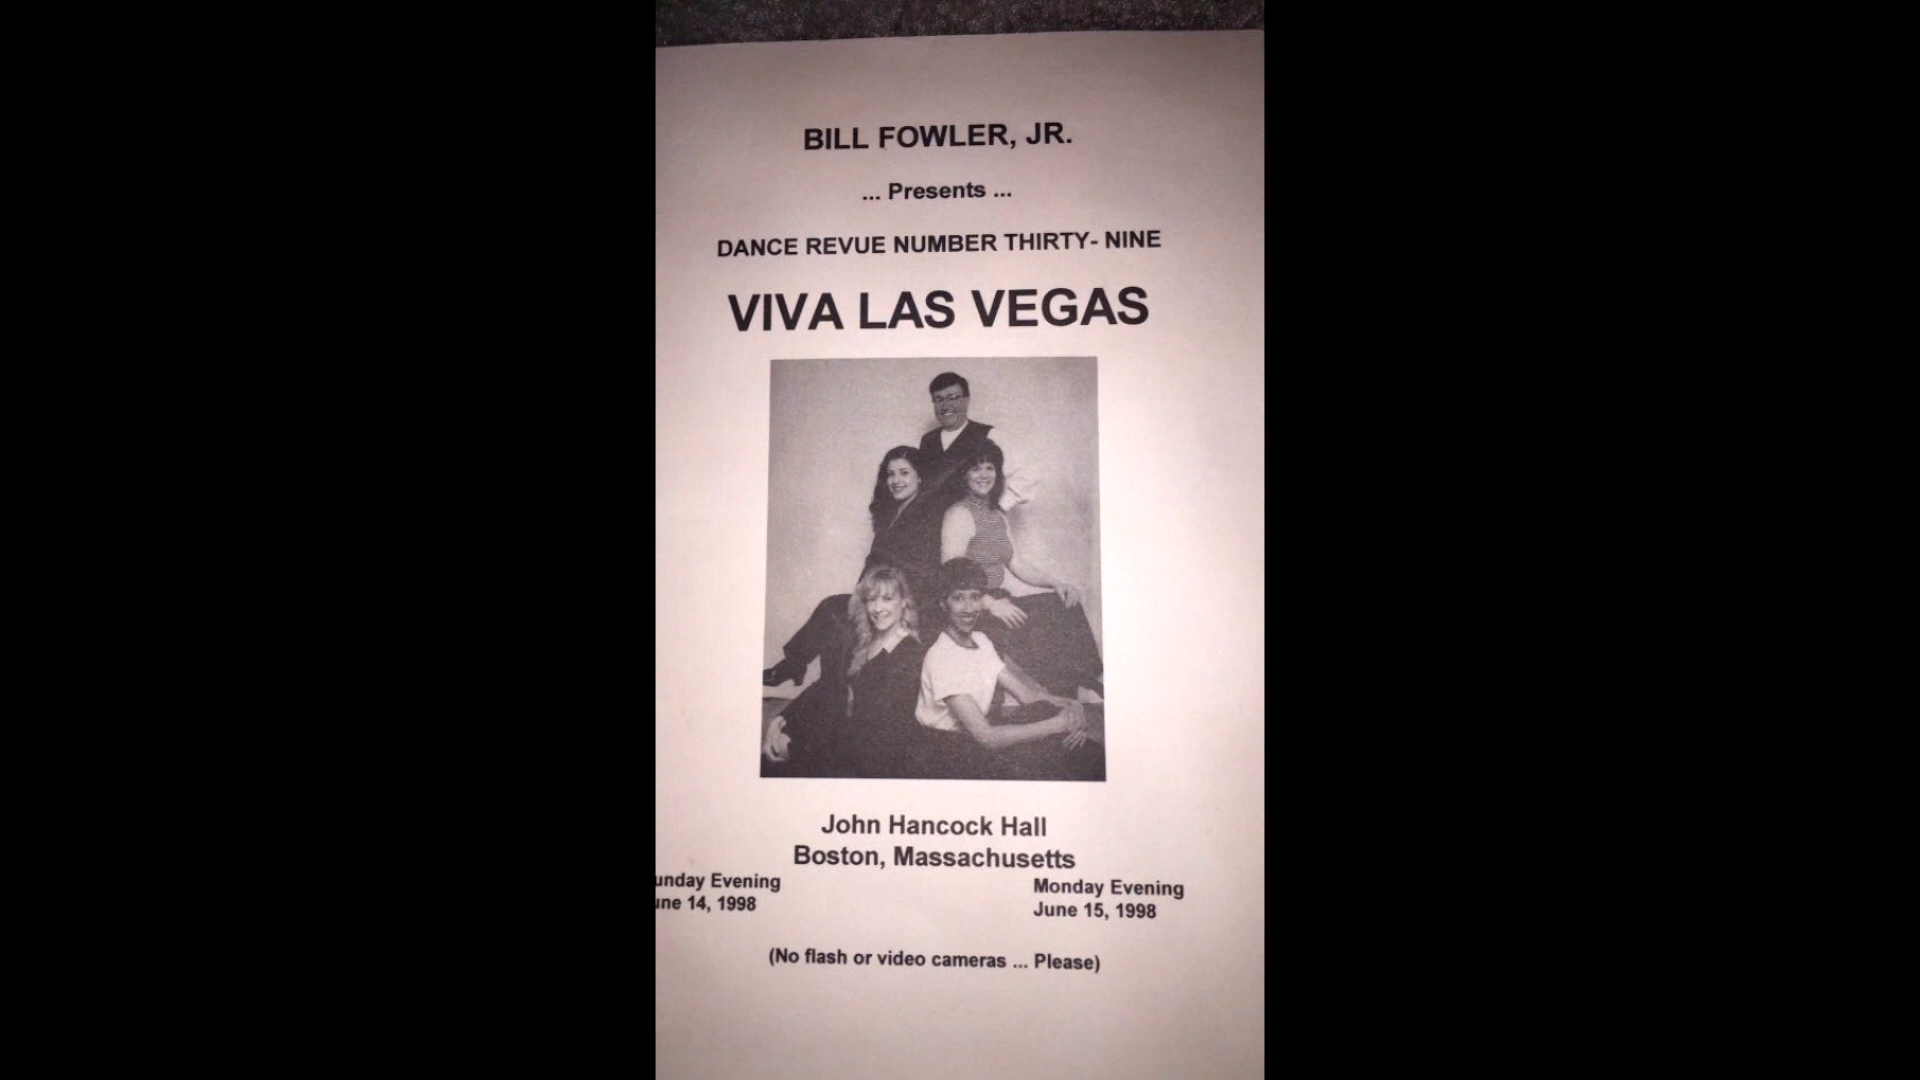 BILL FOWLER, JR.
... Presents ...
DANCE REVUE NUMBER THIRTY- NINE
VIVA LAS VEGAS
John Hancock Hall
Boston, Massachusetts
unday Evening
une 14, 1998
Monday Evening
June 15, 1998
(No flash or video cameras ... Please)